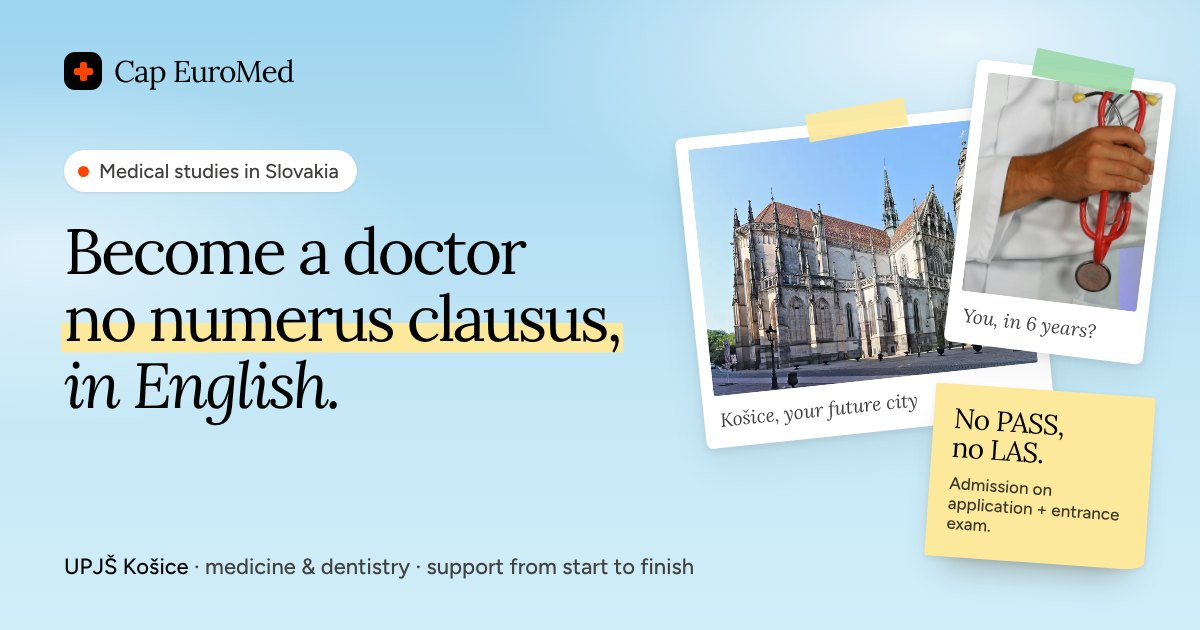 Cap EuroMed
Medical studies in Slovakia
Become a doctor
no numerus clausus,
in English.
Košice, your future city
You, in 6 years?
No PASS,
no LAS.
Admission on
application + entrance
exam.
UPJŠ Košice · medicine & dentistry · support from start to finish